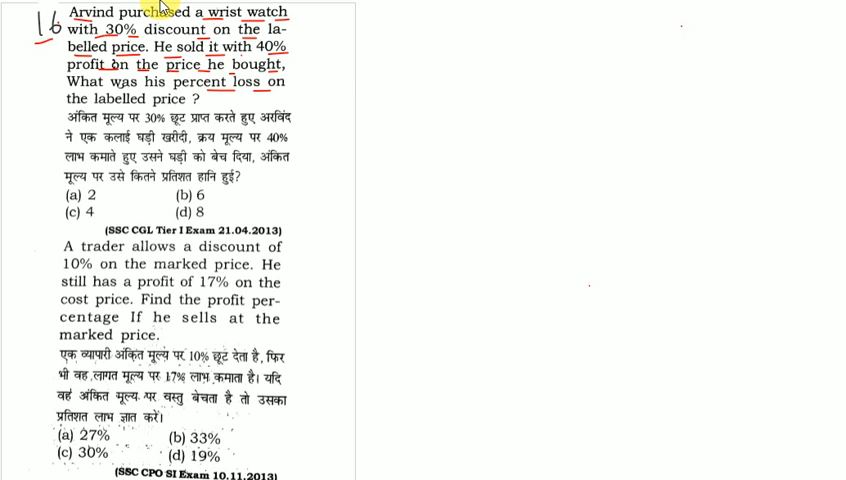 16. Arvind purchased a wrist watch
with 30% discount on the la-
belled price. He sold it with 40%
profit on the price he bought,
What was his percent loss on
the labelled price ?
अंकित मूल्य पर 30% छूट प्राप्त करते हुए अरविंद
ने एक कलाई घड़ी खरीदी, क्रय मूल्य पर 40%
लाभ कमाते हुए उसने घड़ी को बेच दिया, अंकित
मूल्य पर उसे कितने प्रतिशत हानि हुई?
(a) 2 (b) 6
(c) 4 (d) 8
(SSC CGL Tier I Exam 21.04.2013)
A trader allows a discount of
10% on the marked price. He
still has a profit of 17% on the
cost price. Find the profit per-
centage If he sells at the
marked price.
एक व्यापारी अंकित मूल्य पर 10% छूट देता है, फिर
भी वह लागत मूल्य पर 17% लाभ कमाता है। यदि
वह अंकित मूल्य पर वस्तु बेचता है तो उसका
प्रतिशत लाभ ज्ञात करें।
(a) 27% (b) 33%
(c) 30% (d) 19%
(SSC CPO SI Exam 10.11.2013)